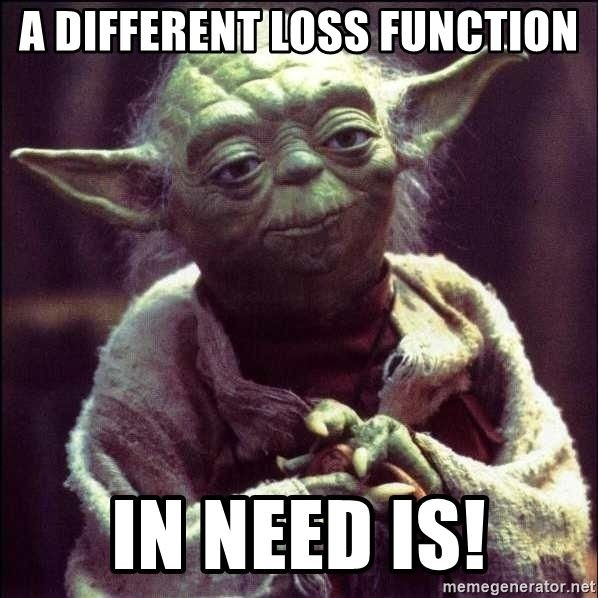 A DIFFERENT LOSS FUNCTION
IN NEED IS!
memegenerator.net